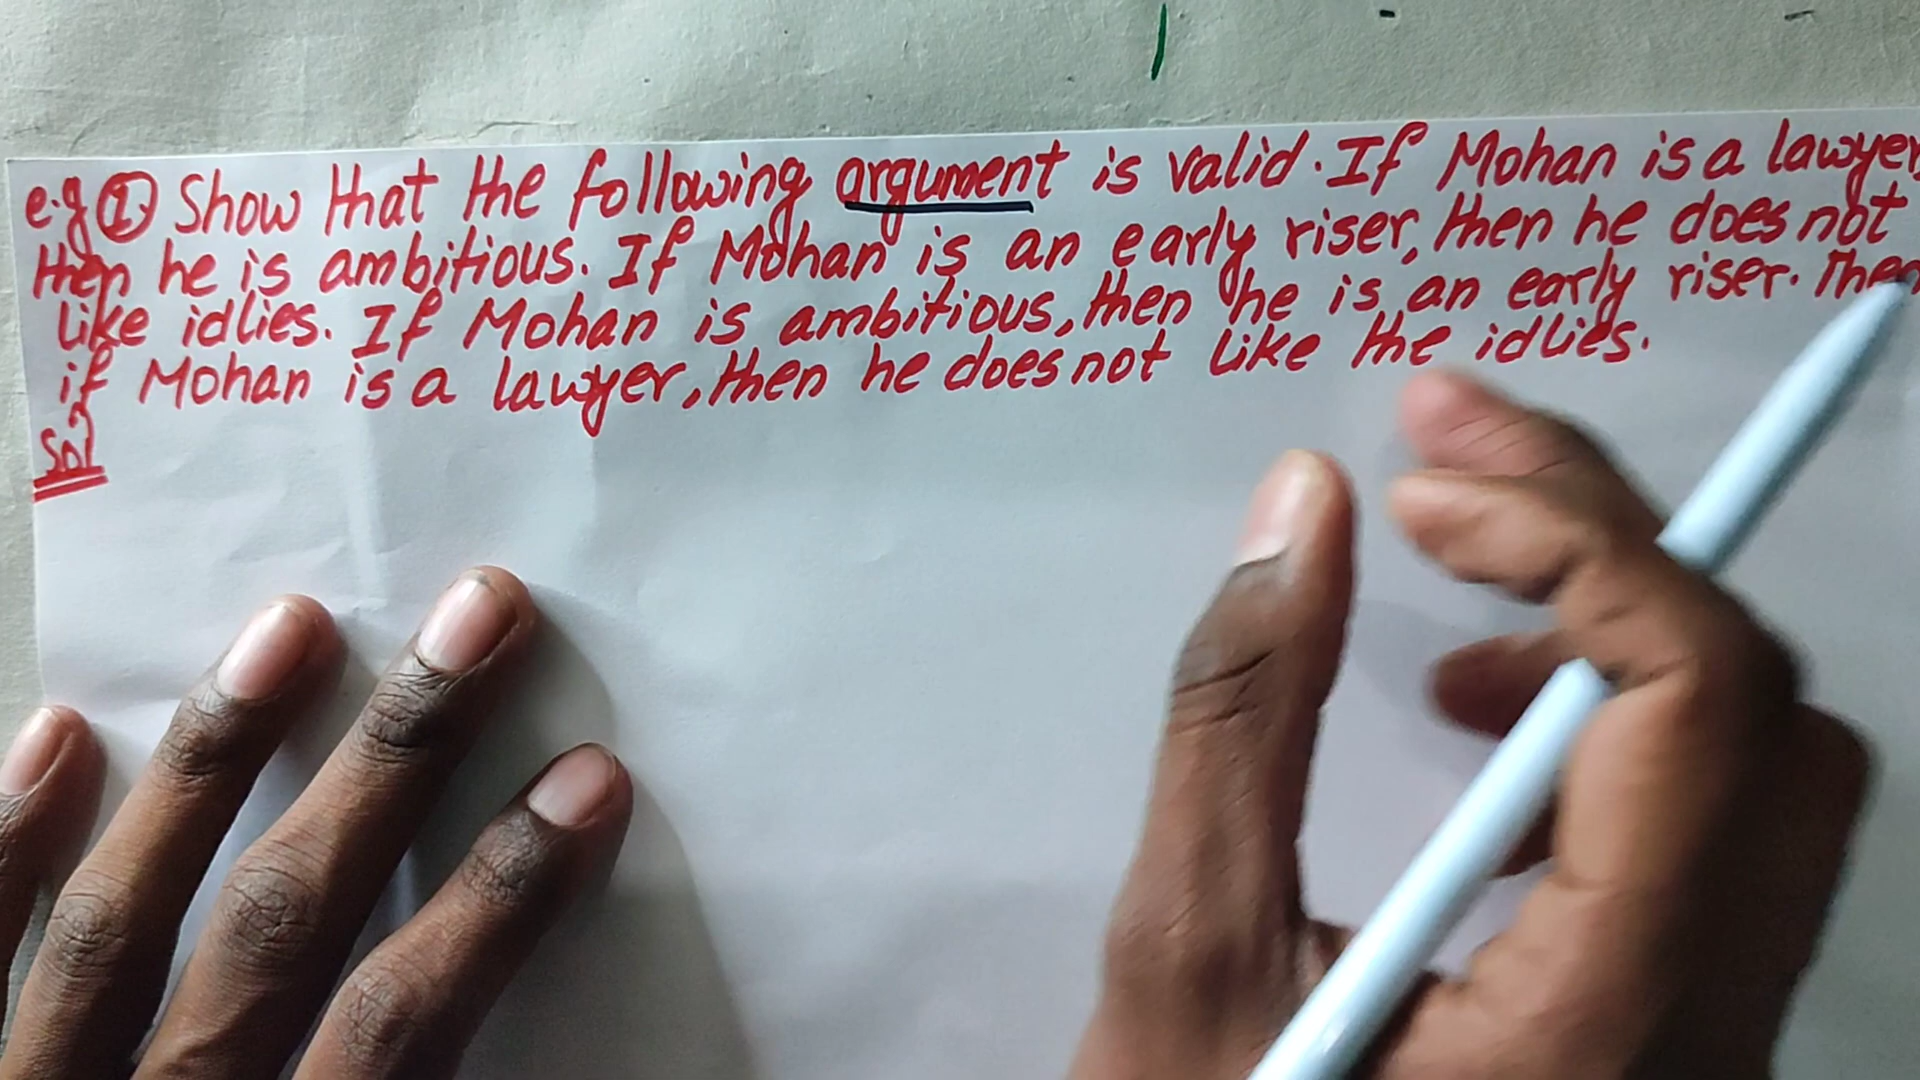 e.g ① Show that the following argument is valid. If Mohan is a lawyer,
then he is ambitious. If Mohan is an early riser, then he does not
like idlies. If Mohan is ambitious, then he is an early riser. Then
if Mohan is a lawyer, then he does not like the idlies.
Sol?